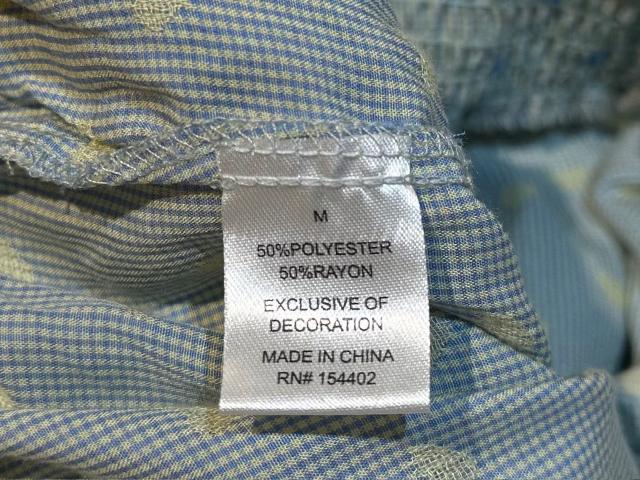 M
50%POLYESTER
50%RAYON
EXCLUSIVE OF
DECORATION
MADE IN CHINA
RN# 154402